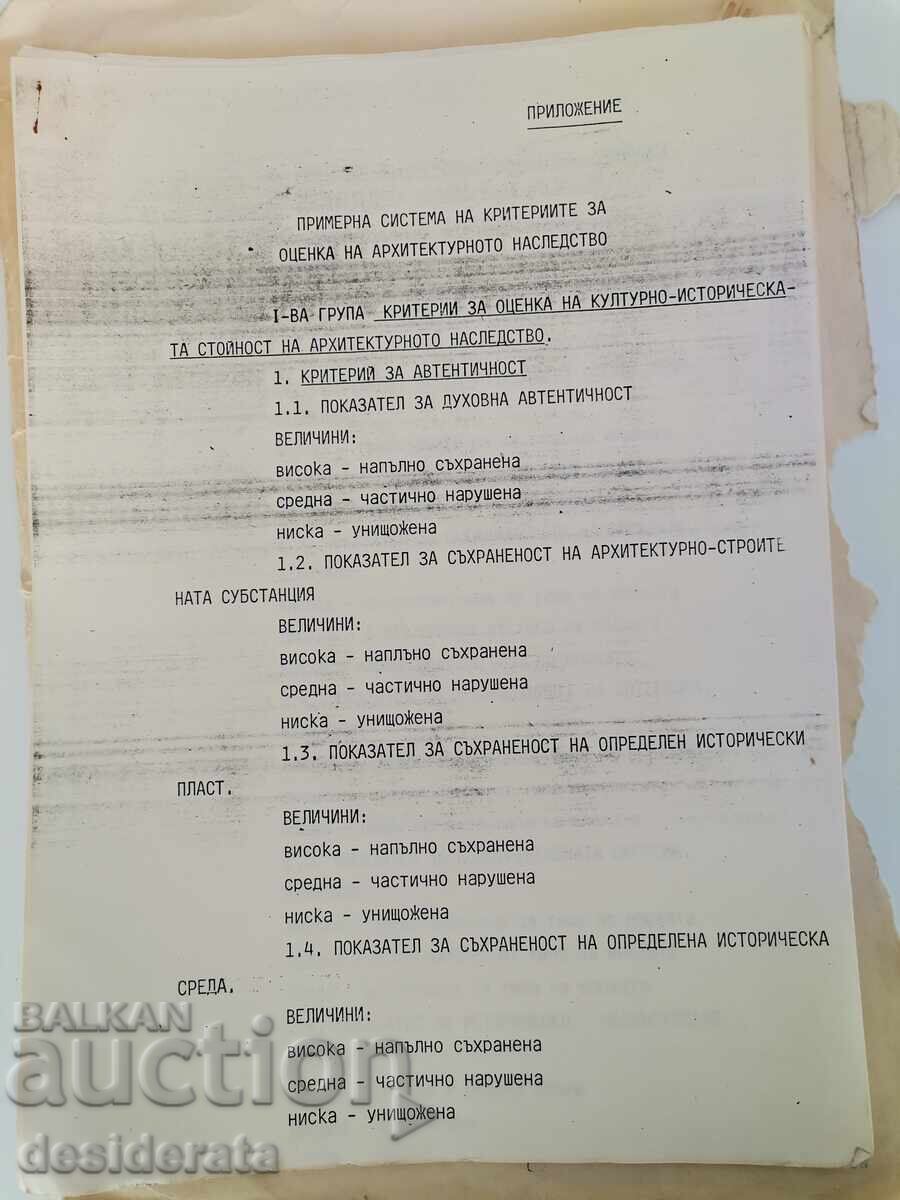 ПРИЛОЖЕНИЕ
ПРИМЕРНА СИСТЕМА НА КРИТЕРИИТЕ ЗА
ОЦЕНКА НА АРХИТЕКТУРНОТО НАСЛЕДСТВО
I-ВА ГРУПА КРИТЕРИИ ЗА ОЦЕНКА НА КУЛТУРНО-ИСТОРИЧЕСКА-
ТА СТОЙНОСТ НА АРХИТЕКТУРНОТО НАСЛЕДСТВО.
1. КРИТЕРИЙ ЗА АВТЕНТИЧНОСТ
1.1. ПОКАЗАТЕЛ ЗА ДУХОВНА АВТЕНТИЧНОСТ
ВЕЛИЧИНИ:
висока - напълно съхранена
средна - частично нарушена
ниска - унищожена
1.2. ПОКАЗАТЕЛ ЗА СЪХРАНЕНОСТ НА АРХИТЕКТУРНО-СТРОИТЕ
НАТА СУБСТАНЦИЯ
ВЕЛИЧИНИ:
висока - наплъно съхранена
средна - частично нарушена
ниска - унищожена
1.3. ПОКАЗАТЕЛ ЗА СЪХРАНЕНОСТ НА ОПРЕДЕЛЕН ИСТОРИЧЕСКИ
ПЛАСТ.
ВЕЛИЧИНИ:
висока - напълно съхранена
средна - частично нарушена
ниска - унищожена
1.4. ПОКАЗАТЕЛ ЗА СЪХРАНЕНОСТ НА ОПРЕДЕЛЕНА ИСТОРИЧЕСКА
СРЕДА.
ВЕЛИЧИНИ:
висока - напълно съхранена
средна - частично нарушена
ниска - унищожена
BALKAN
auction
desiderata